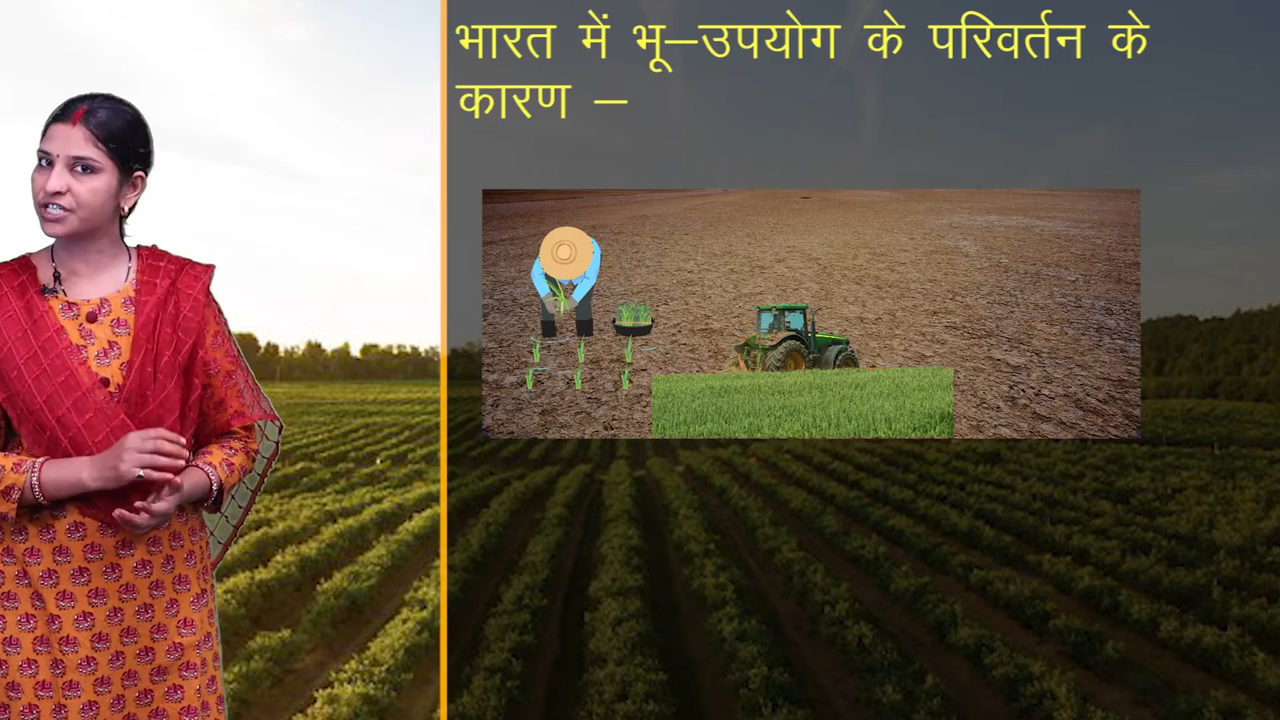 भारत में भू–उपयोग के परिवर्तन के
कारण –